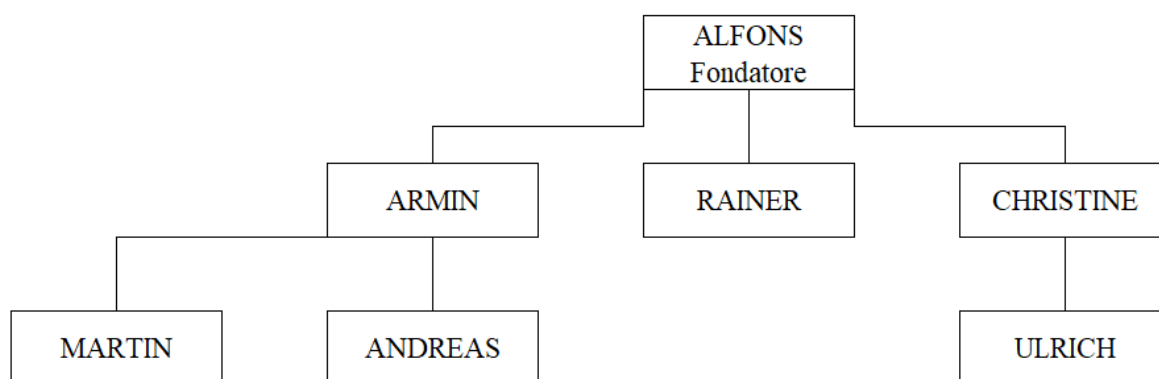 ALFONS
Fondatore
ARMIN
RAINER
CHRISTINE
MARTIN
ANDREAS
ULRICH